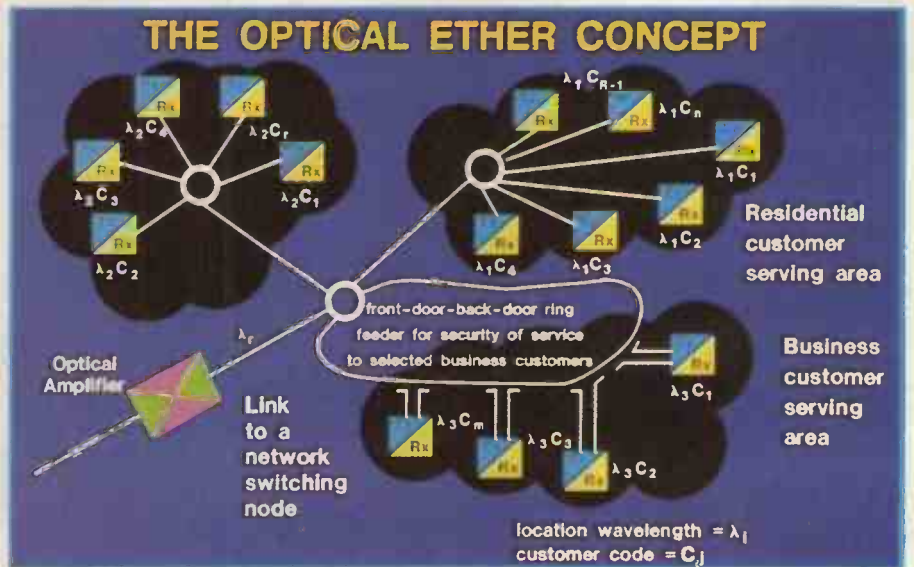 THE OPTICAL ETHER CONCEPT
Rx
λ₂C₄
Rx
λ₂Cᵣ
Rx
C₃
Rx
λ₂C₁
Rx
λ₂C₂
λ₁C_R-1
Rx
Rx
λ₁Cₙ
λ₁C₁
Rx
λ₁C₂
Rx
λ₁C₃
Rx
λ₁C₄
Residential
customer
serving area
front-door-back-door ring
feeder for security of service
to selected business customers
λᵣ
Optical
Amplifier
Link
to a
network
switching
node
Rx
λ₃C₁
Business
customer
serving
area
Rx
λ₃Cₘ
Rx
λ₃C₃
Rx
λ₃C₂
location wavelength = λᵢ
customer code = Cⱼ